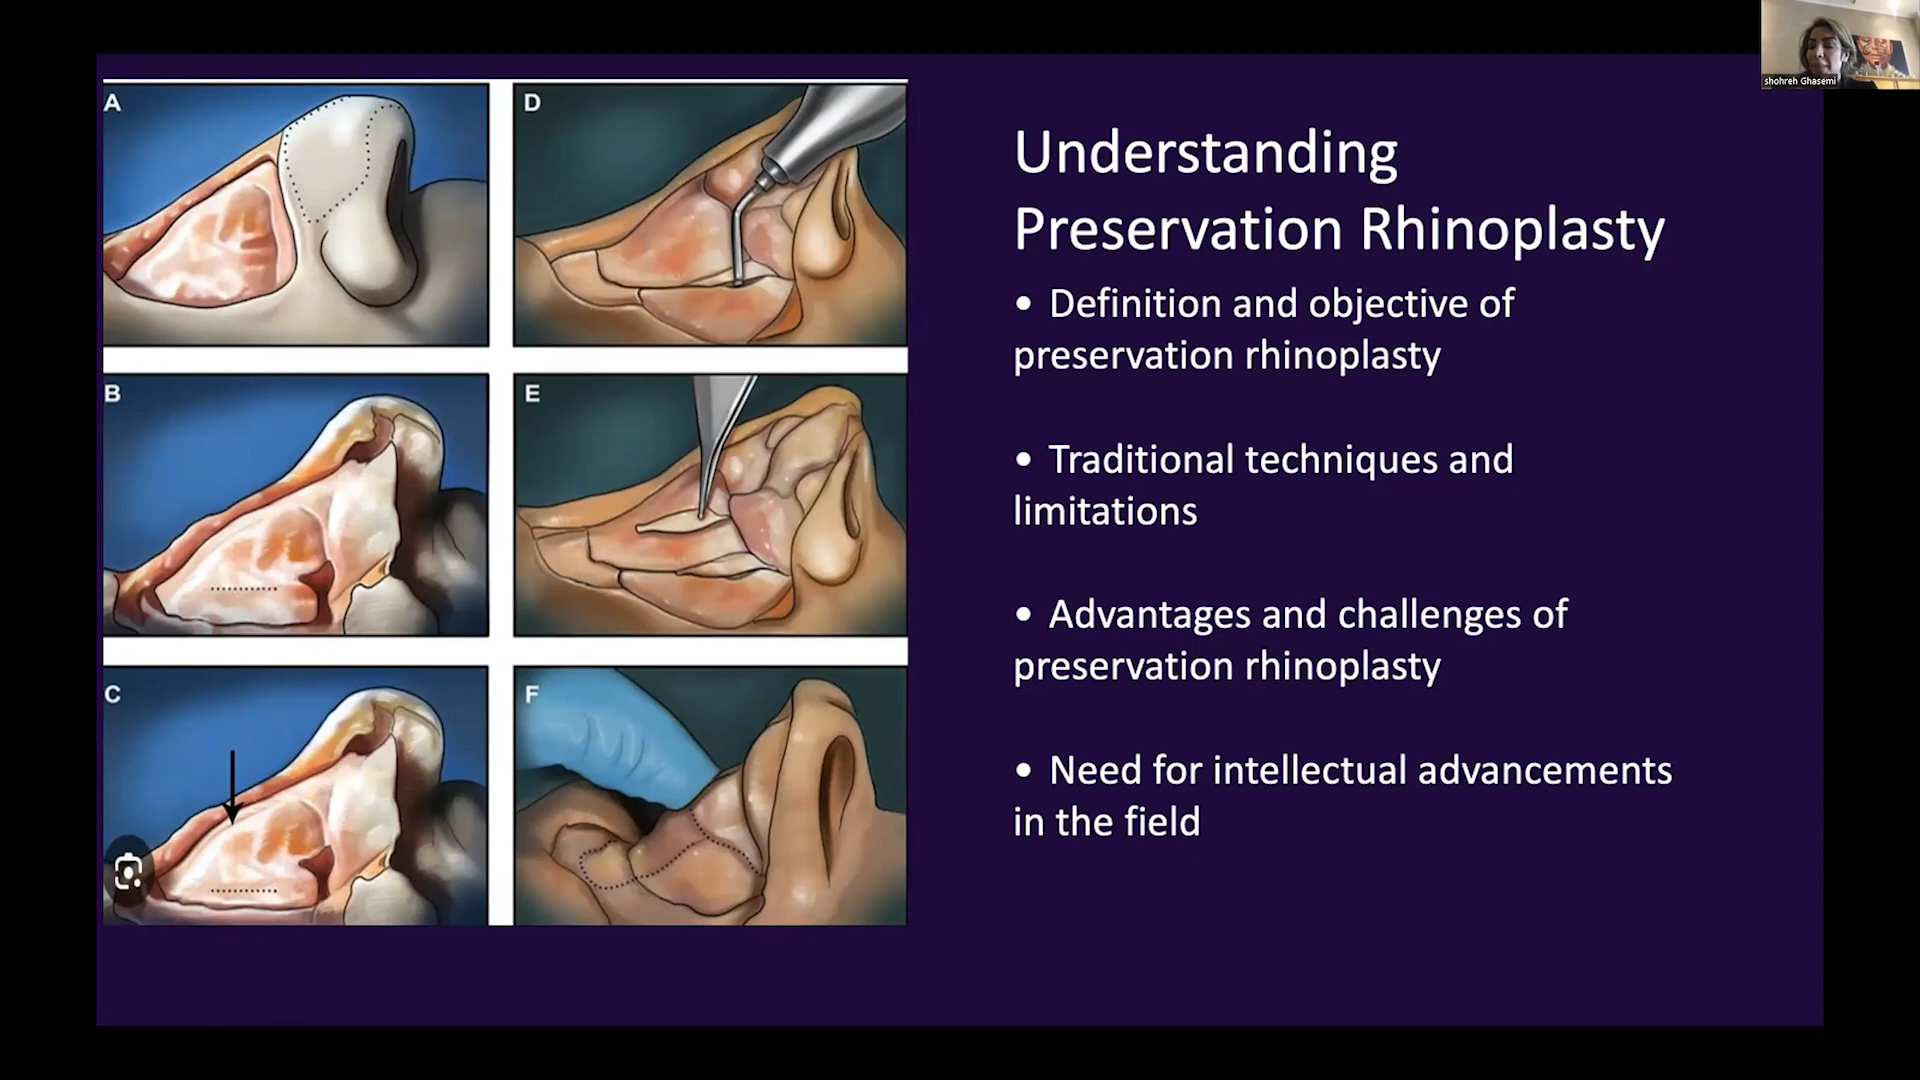 shohreh Ghasemi
A
D
B
E
C
F
Understanding
Preservation Rhinoplasty
• Definition and objective of
preservation rhinoplasty
• Traditional techniques and
limitations
• Advantages and challenges of
preservation rhinoplasty
• Need for intellectual advancements
in the field